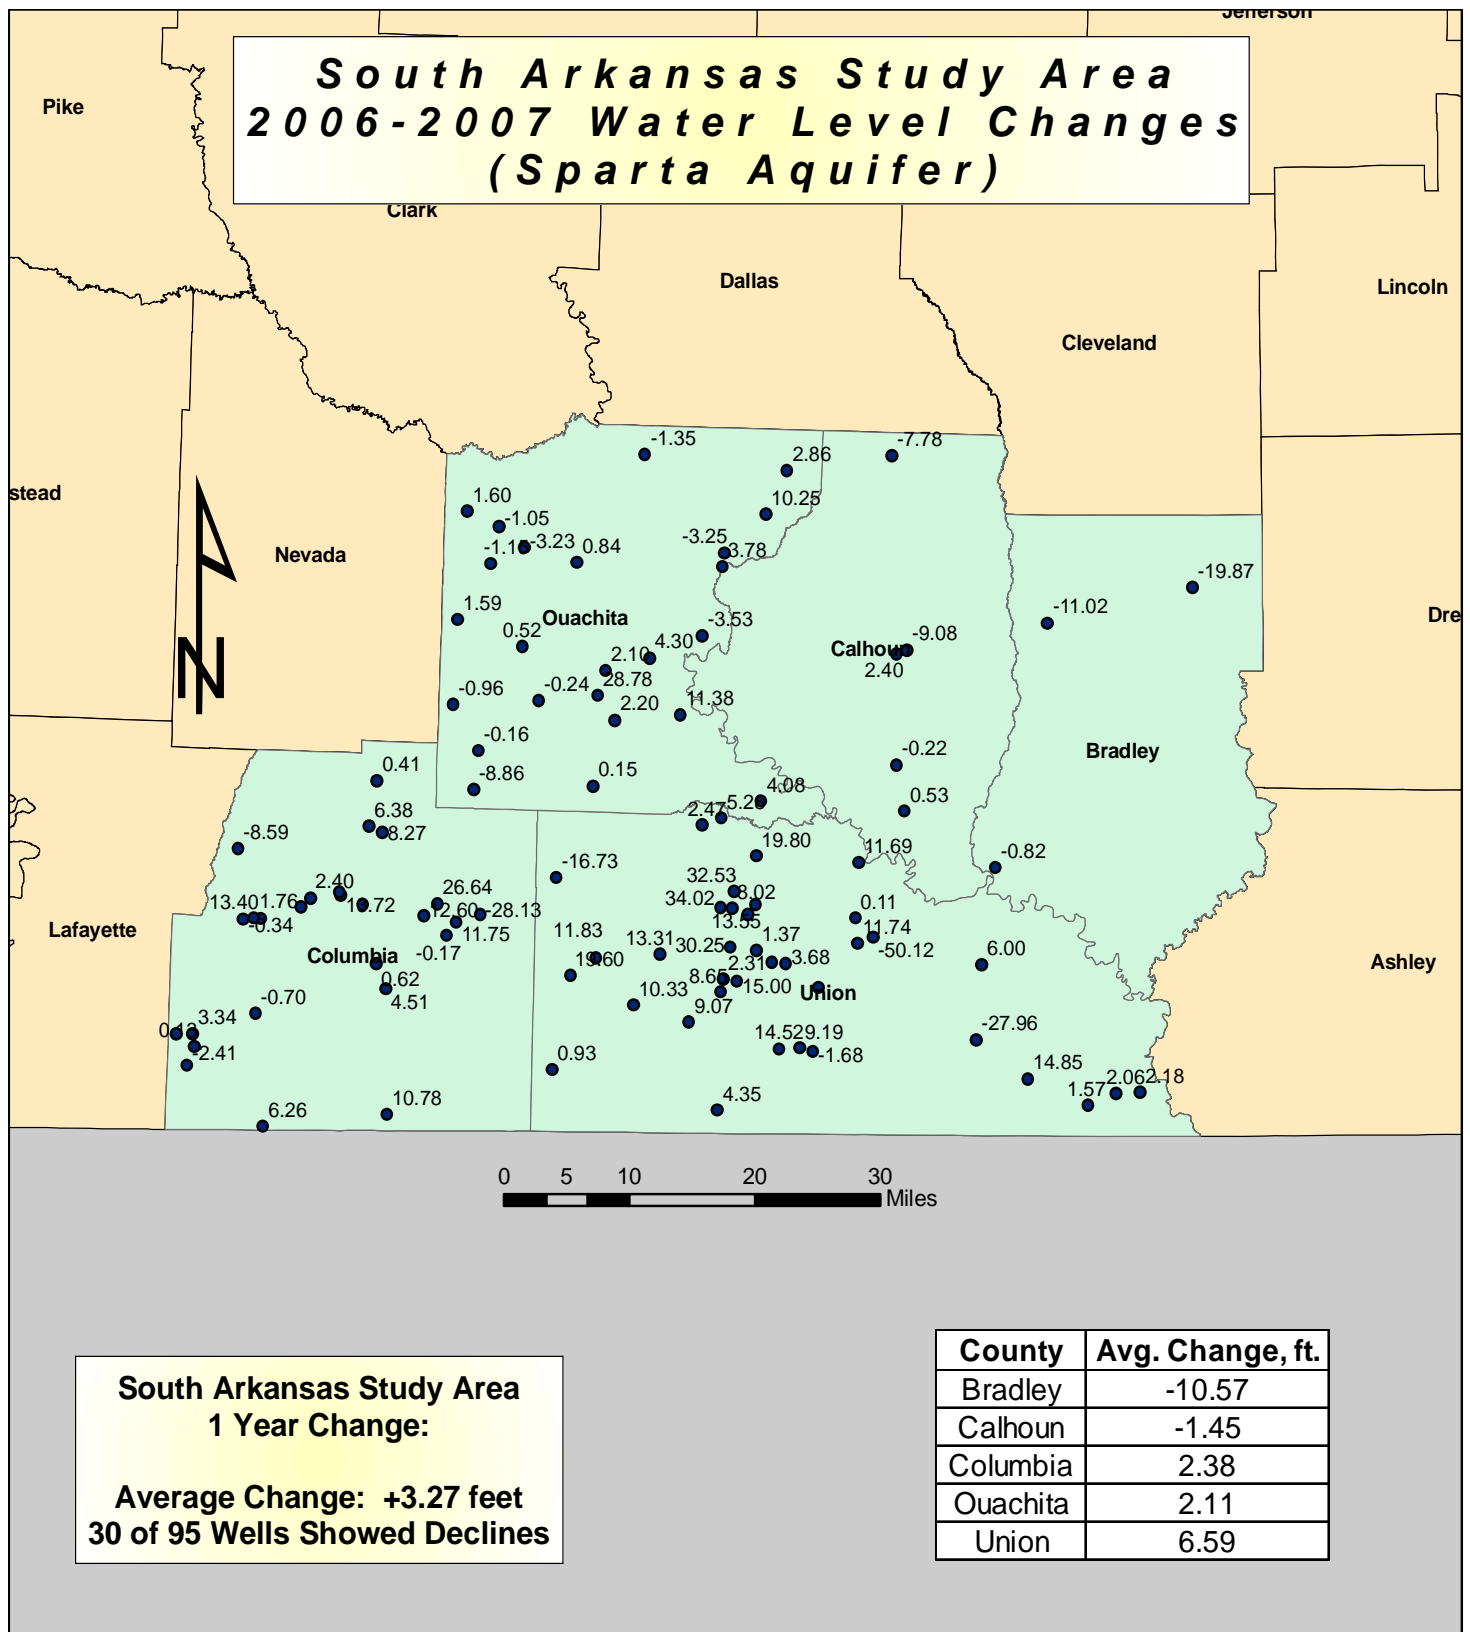 Jefferson
South Arkansas Study Area
2006-2007 Water Level Changes
(Sparta Aquifer)
Pike
Clark
Dallas
Lincoln
Cleveland
stead
Nevada
N
Dre
Lafayette
Ashley
Ouachita
Calhoun
Bradley
Columbia
Union
-1.35
2.86
-7.78
1.60
10.25
-1.05
-3.23
0.84
-3.25
3.78
-19.87
-11.02
1.59
0.52
-3.53
4.30
2.10
-9.08
2.40
28.78
-0.24
-0.96
2.20
11.38
-0.16
-8.86
0.15
-0.22
0.53
0.41
4.08
2.47
6.38
8.27
-8.59
19.80
11.69
-0.82
-16.73
2.40
32.53
8.02
34.02
13.55
13.40
1.76
-0.34
26.64
12.60
-28.13
11.75
-0.17
0.11
11.74
-50.12
6.00
11.83
19.60
13.31
30.25
1.37
3.68
2.31
8.65
15.00
10.33
9.07
0.62
4.51
-0.70
3.34
-2.41
14.52
9.19
-1.68
-27.96
0.93
14.85
1.57
2.06
2.18
4.35
6.26
10.78
0 5 10 20 30
Miles
South Arkansas Study Area
1 Year Change:
Average Change: +3.27 feet
30 of 95 Wells Showed Declines
County Avg. Change, ft.
Bradley -10.57
Calhoun -1.45
Columbia 2.38
Ouachita 2.11
Union 6.59